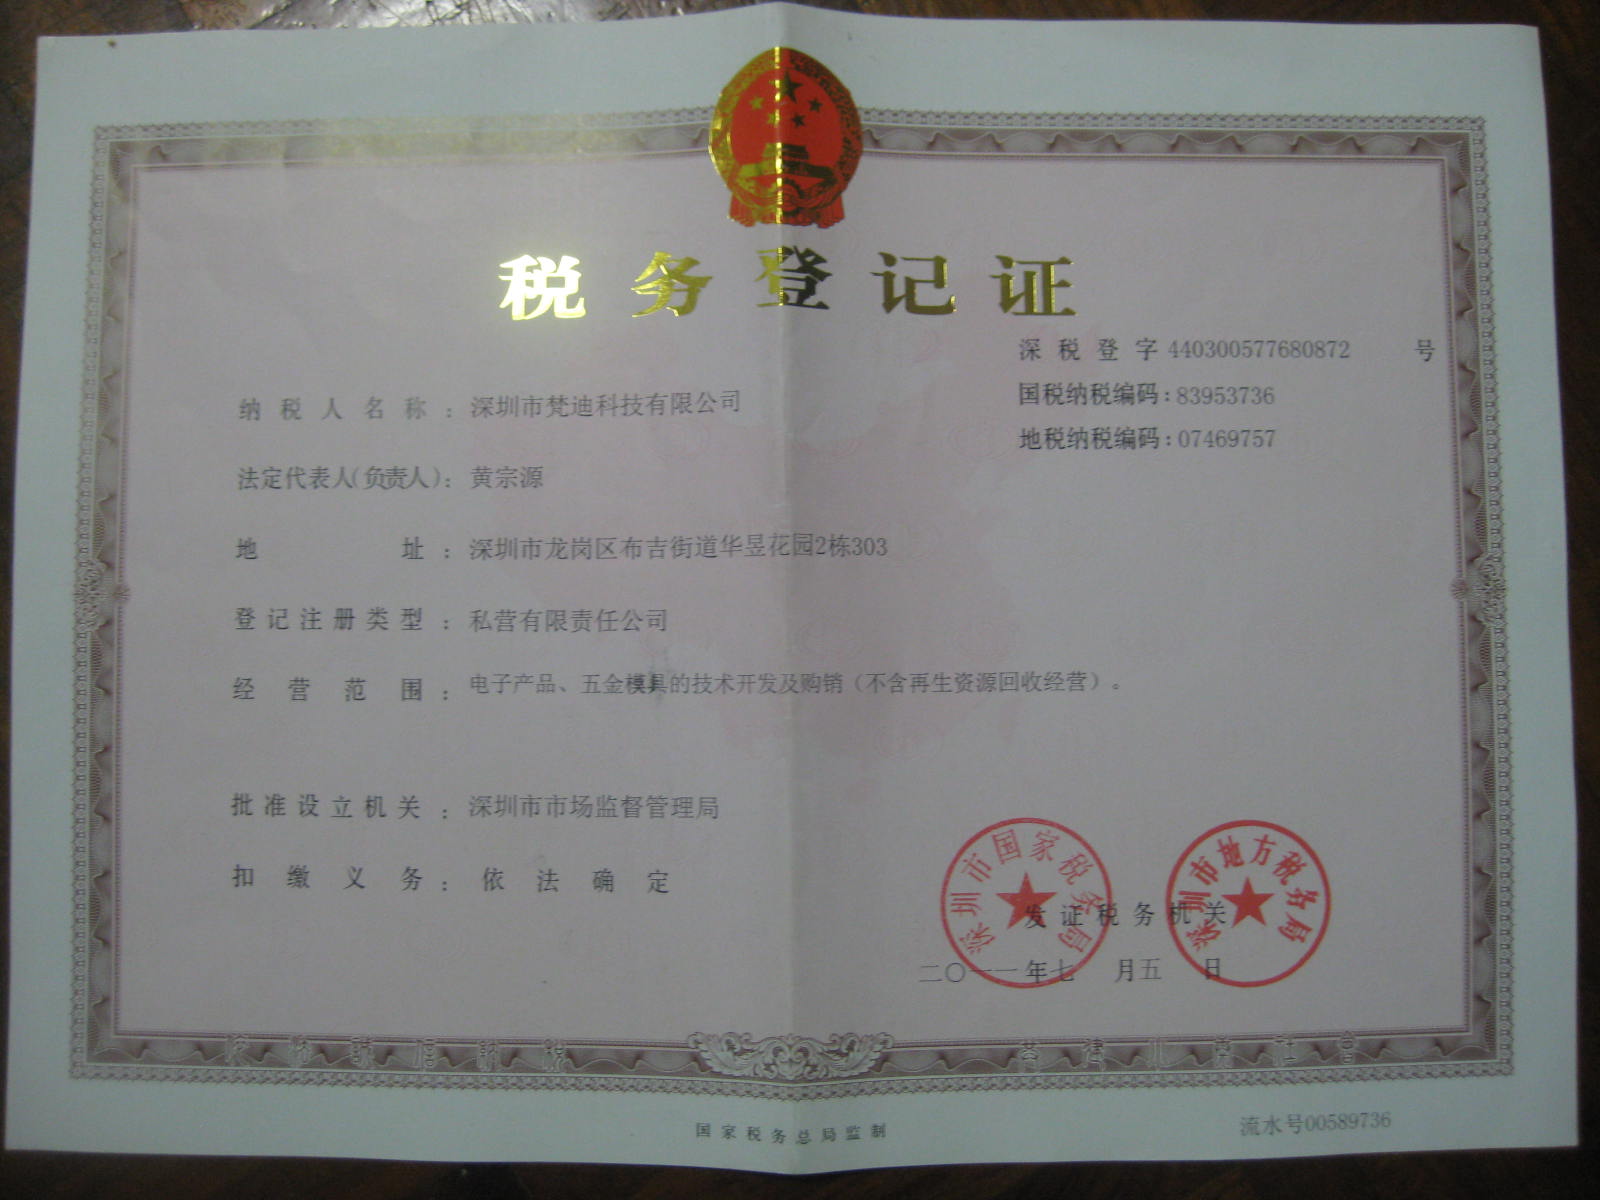 税务登记证
深税登字 440300577680872 号
国税纳税编码：83953736
地税纳税编码：07469757
纳税人名称：深圳市梵迪科技有限公司
法定代表人(负责人)：黄宗源
地址：深圳市龙岗区布吉街道华昱花园2栋303
登记注册类型：私营有限责任公司
经营范围：电子产品、五金模具的技术开发及购销（不含再生资源回收经营）。
批准设立机关：深圳市市场监督管理局
扣缴义务：依法确定
深圳市国家税务局
深圳市地方税务局
发证税务机关
二〇一一年七月五日
国家税务总局监制
流水号00589736